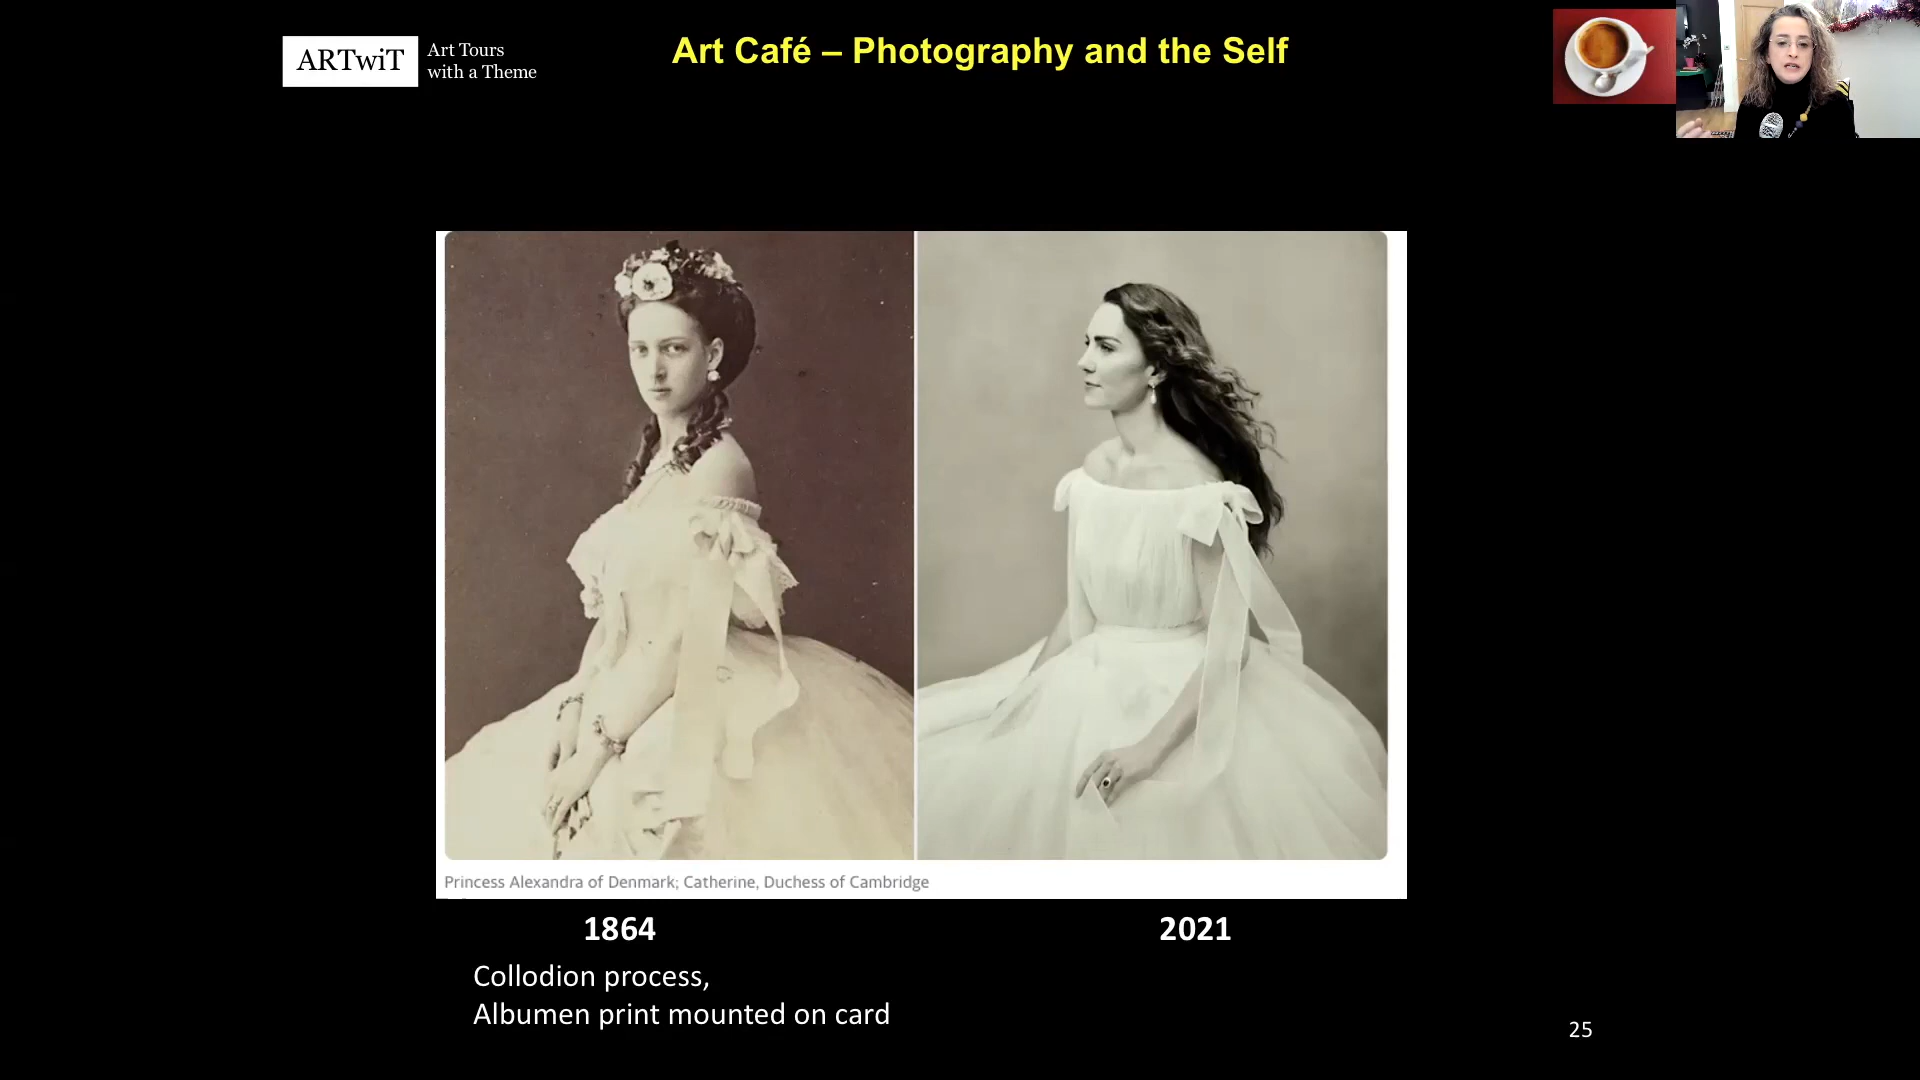 ARTwiT
Art Tours
with a Theme
Art Café – Photography and the Self
Princess Alexandra of Denmark; Catherine, Duchess of Cambridge
1864
2021
Collodion process,
Albumen print mounted on card
25